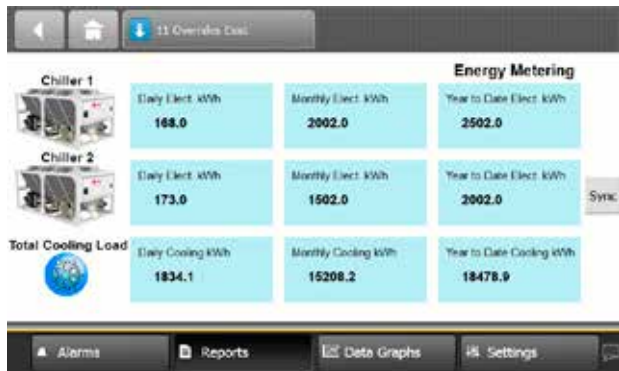 11 Overrides Exist
Energy Metering
Chiller 1
Daily Elect. kWh
Monthly Elect. kWh
Year to Date Elect. kWh
168.0
2002.0
2502.0
Chiller 2
Daily Elect. kWh
Monthly Elect. kWh
Year to Date Elect. kWh
173.0
1502.0
2002.0
Sync
Total Cooling Load
Daily Cooling kWh
Monthly Cooling kWh
Year to Date Cooling kWh
1834.1
15208.2
18478.9
Alarms
Reports
Data Graphs
Settings